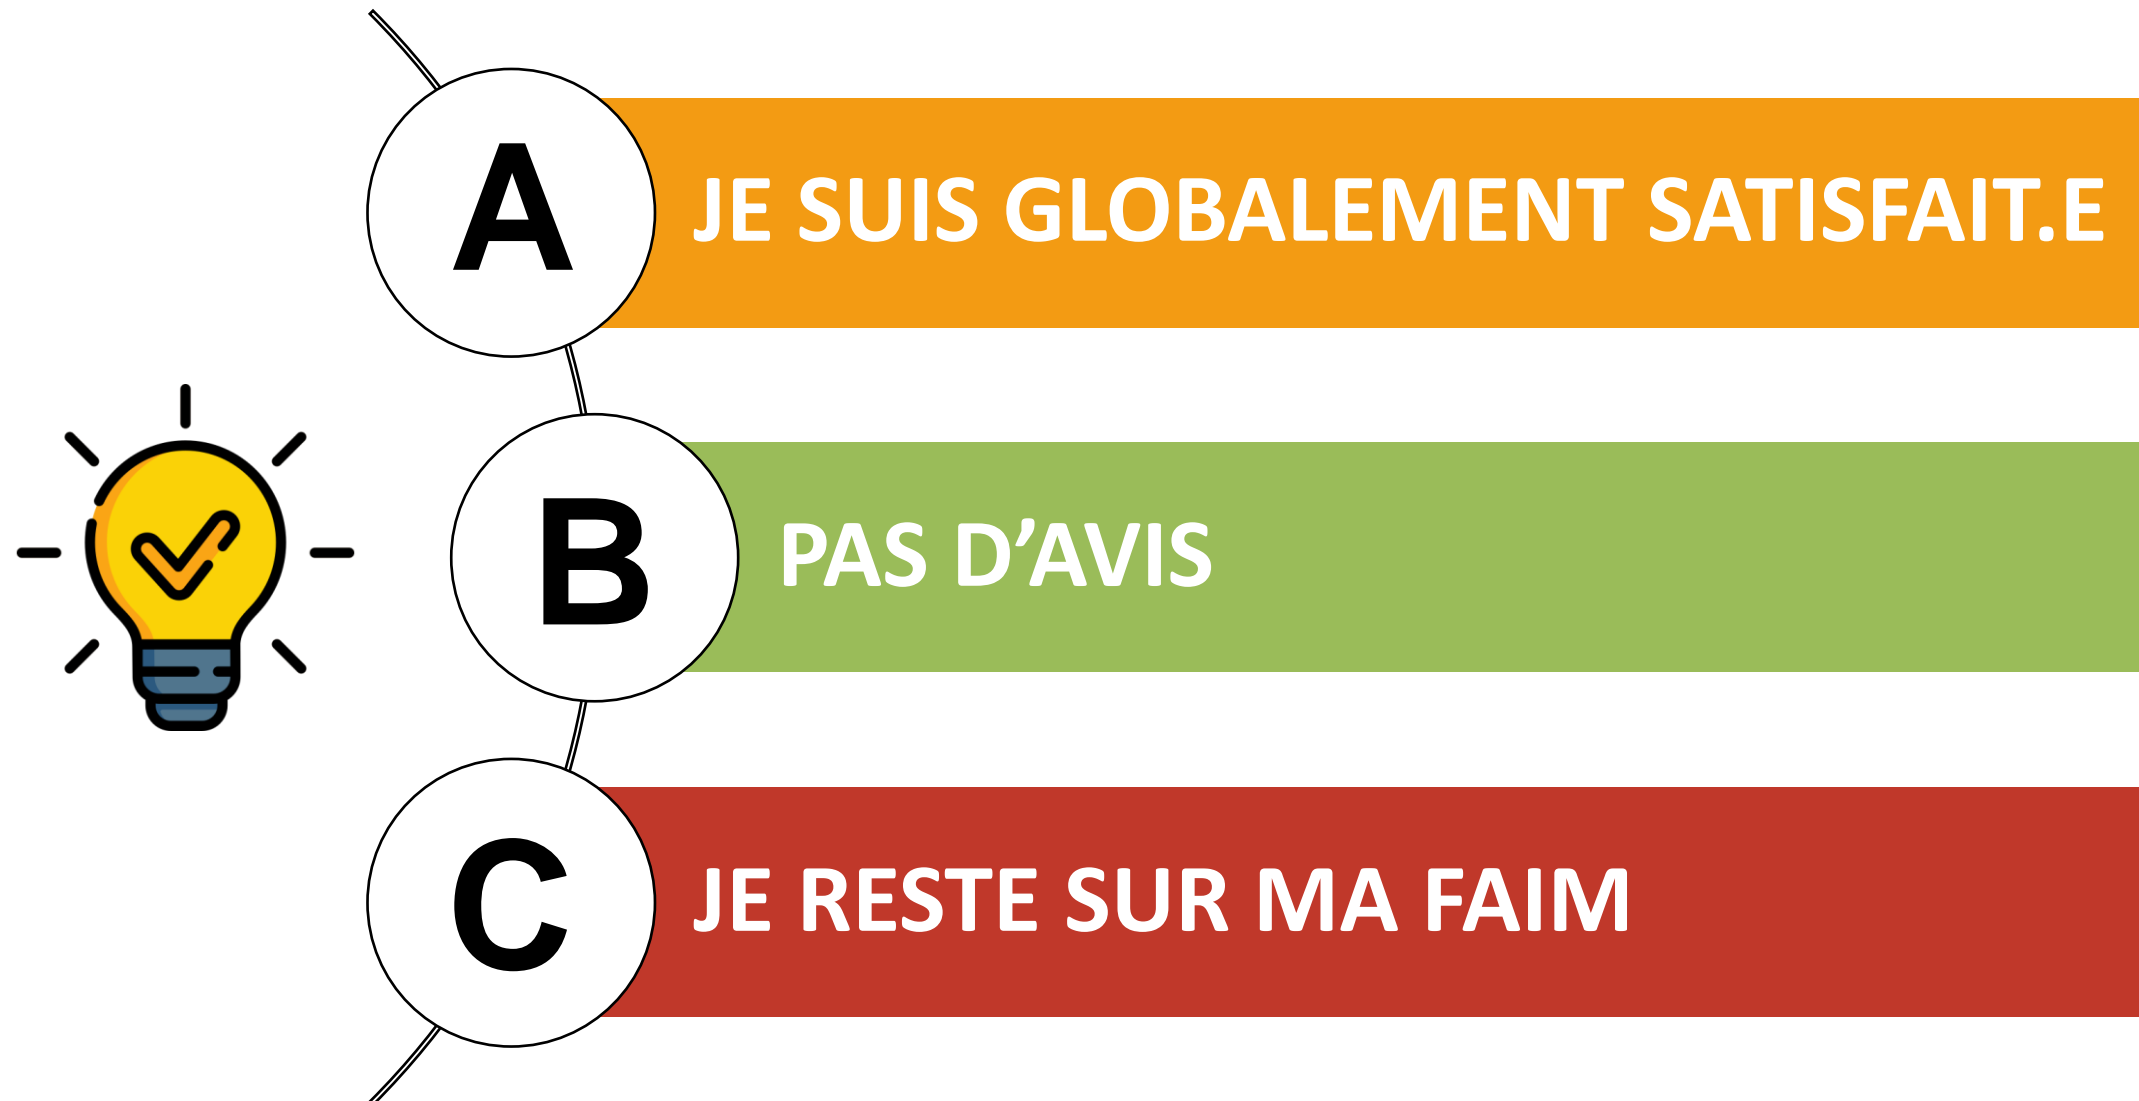 A
JE SUIS GLOBALEMENT SATISFAIT.E
B
PAS D’AVIS
C
JE RESTE SUR MA FAIM